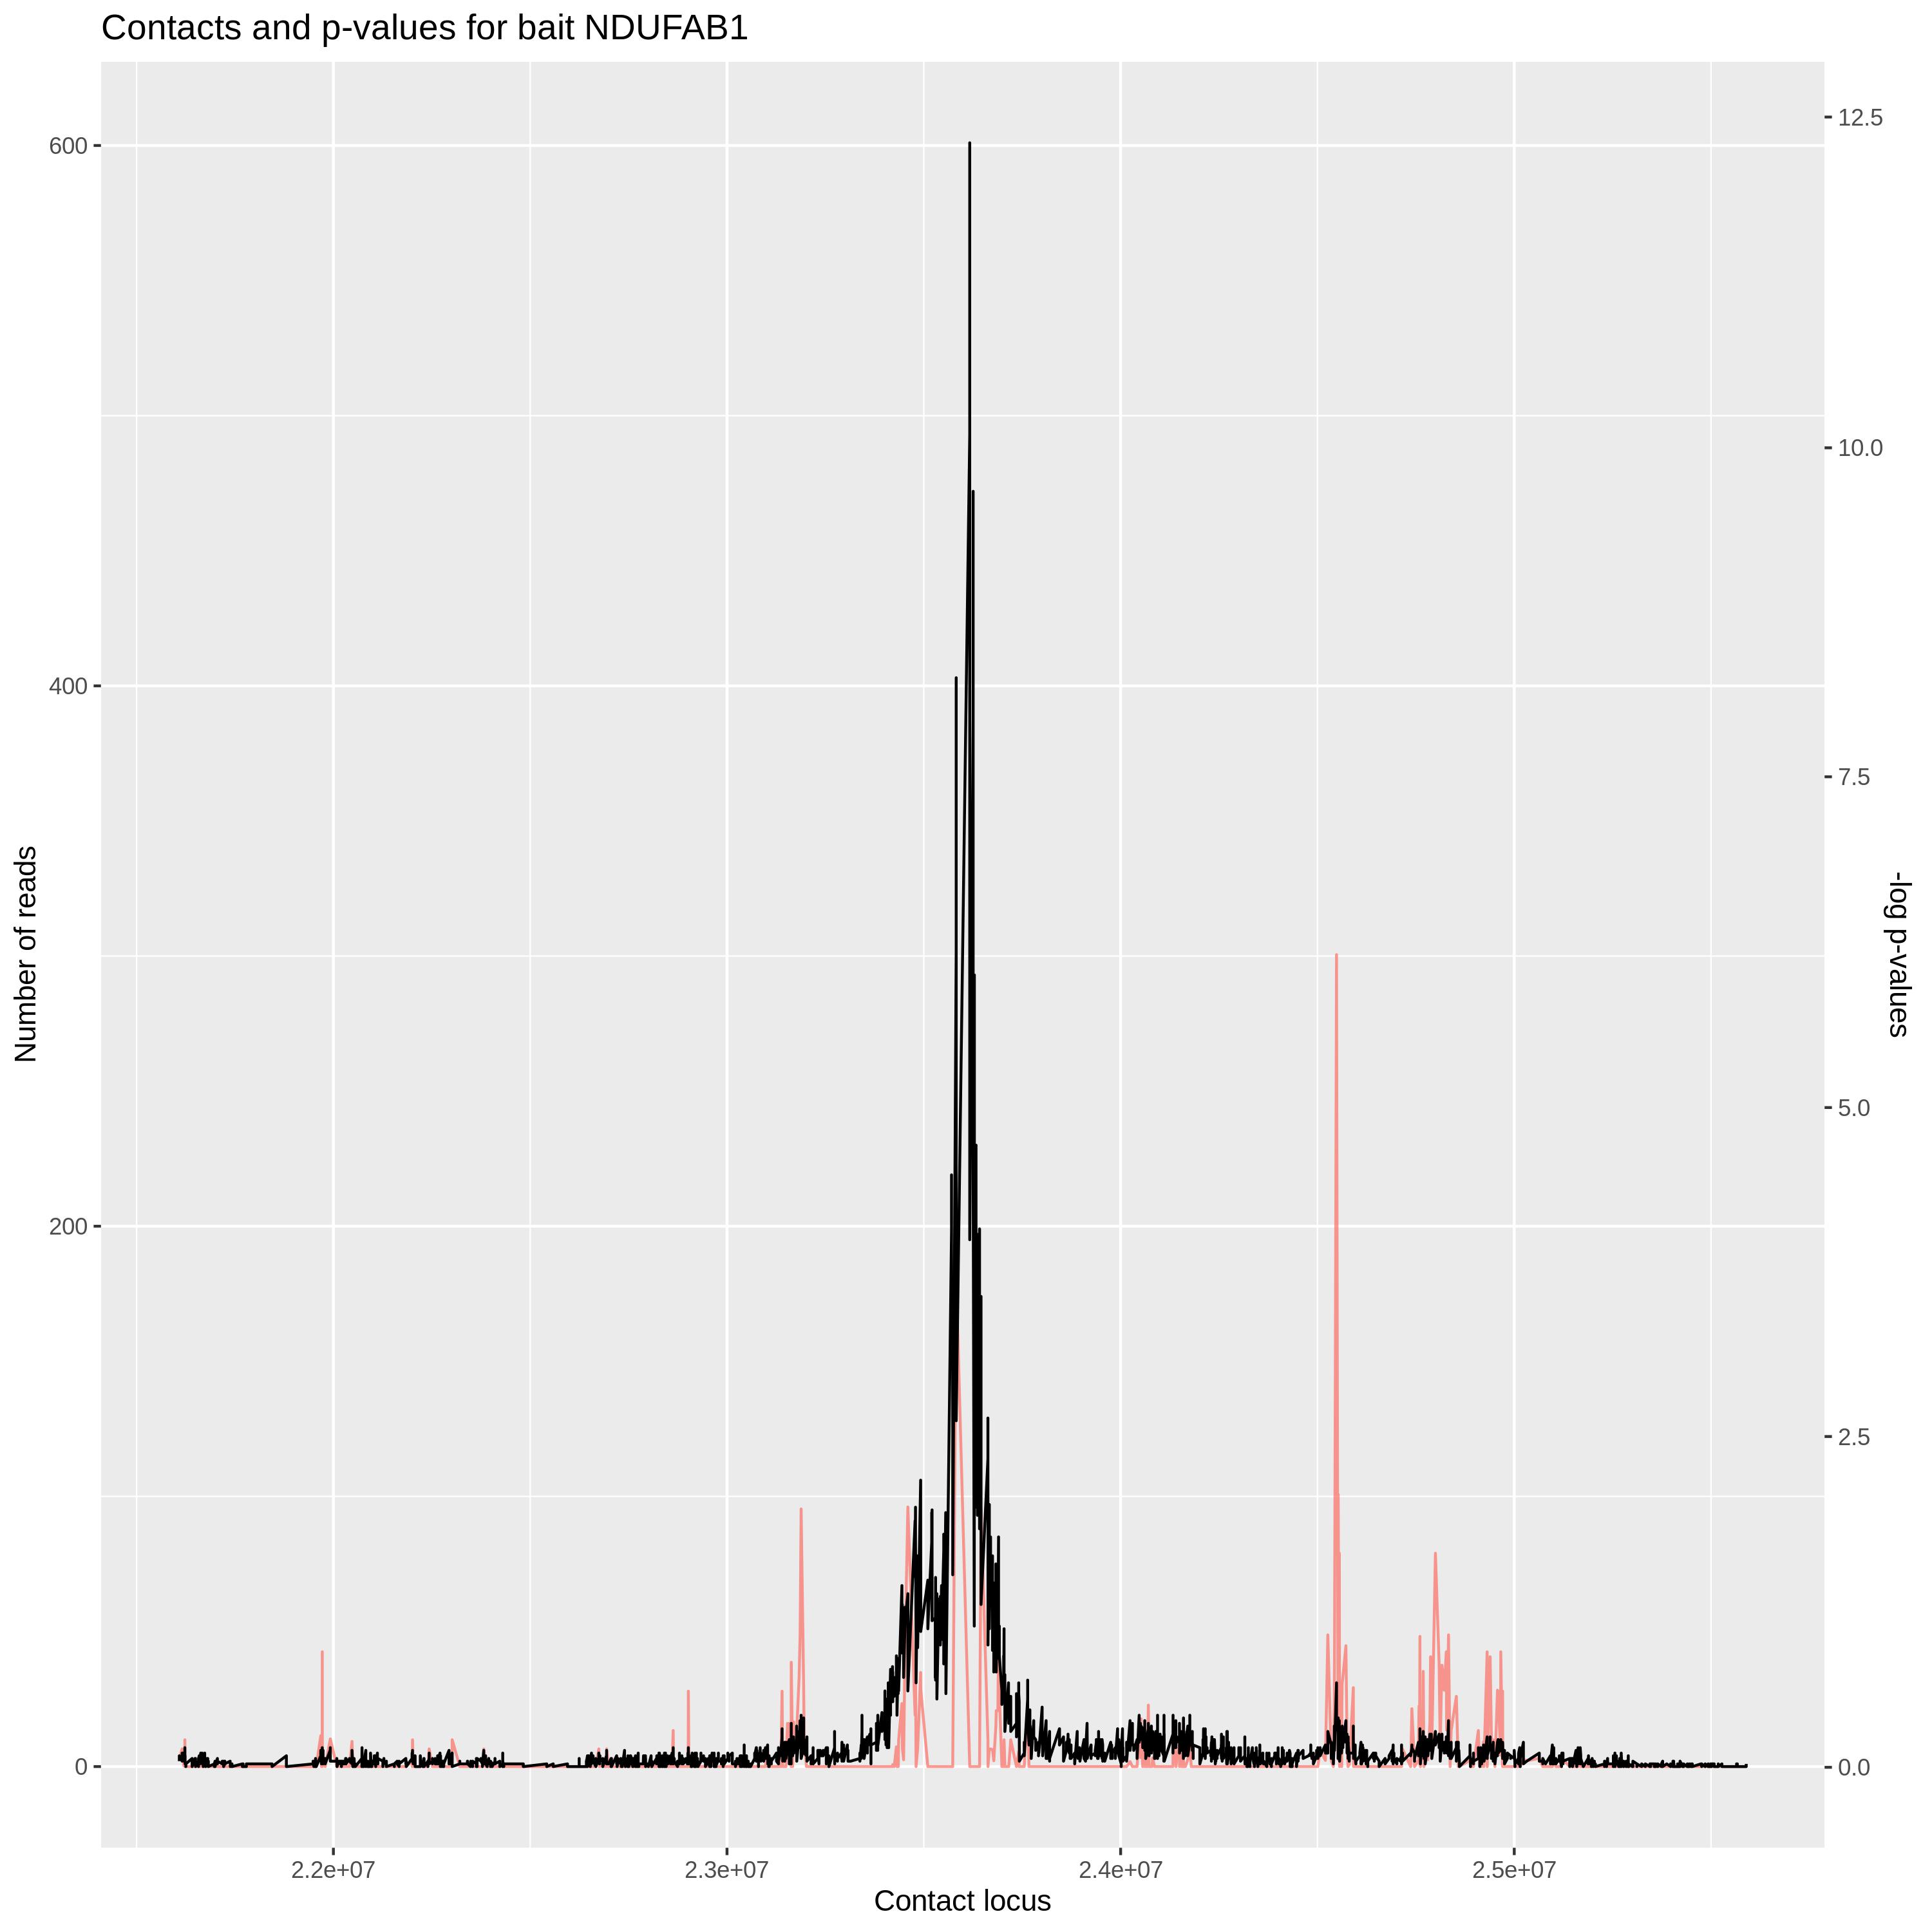 Contacts and p-values for bait NDUFAB1
600
400
200
0
Number of reads
12.5
10.0
7.5
5.0
2.5
0.0
-log p-values
2.2e+07
2.3e+07
2.4e+07
2.5e+07
Contact locus